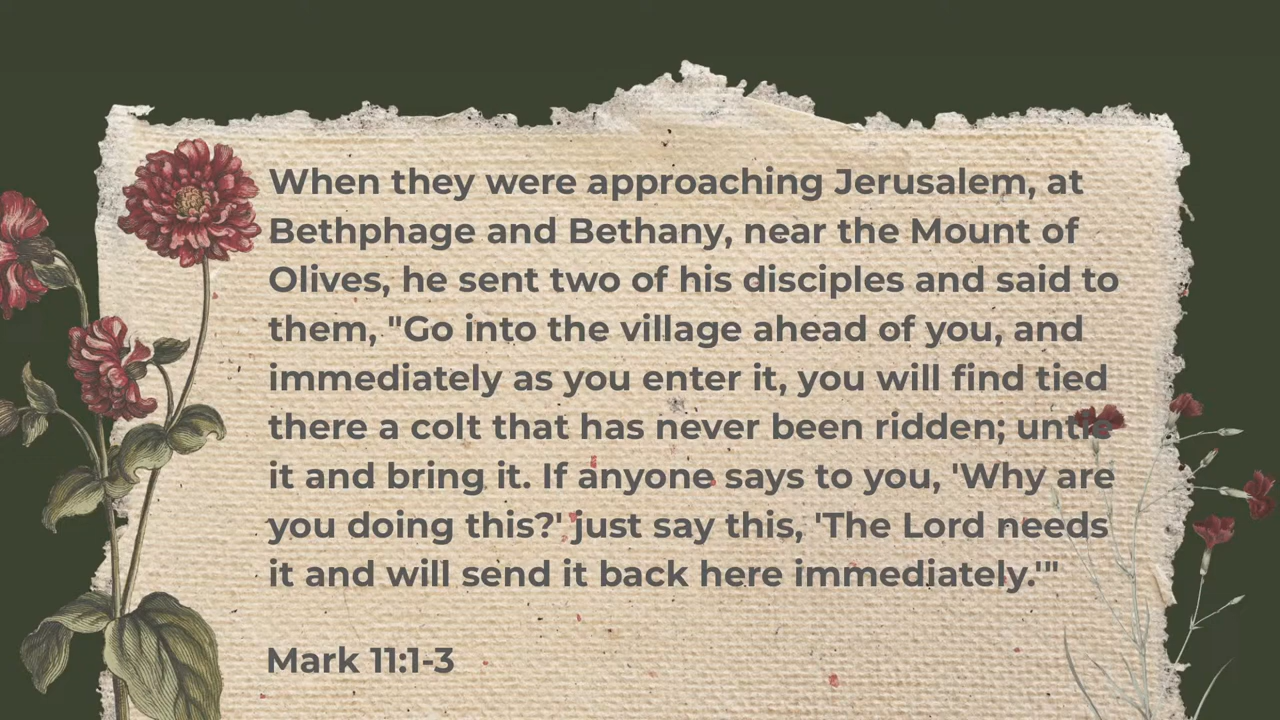 When they were approaching Jerusalem, at
Bethphage and Bethany, near the Mount of
Olives, he sent two of his disciples and said to
them, "Go into the village ahead of you, and
immediately as you enter it, you will find tied
there a colt that has never been ridden; untie
it and bring it. If anyone says to you, 'Why are
you doing this?' just say this, 'The Lord needs
it and will send it back here immediately.'"
Mark 11:1-3